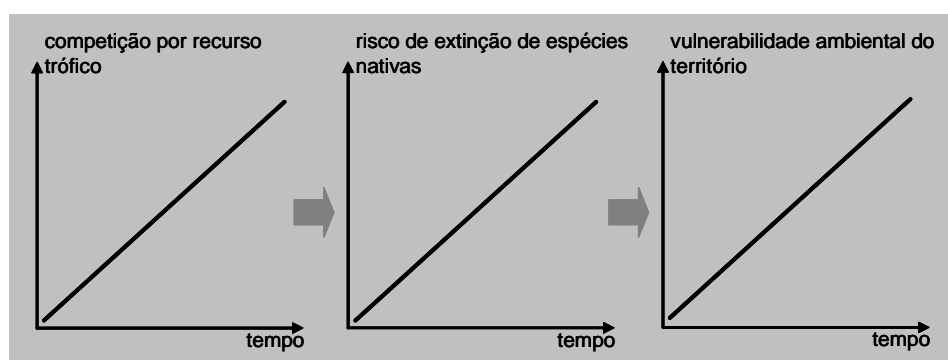 competição por recurso
trófico
tempo
risco de extinção de espécies
nativas
tempo
vulnerabilidade ambiental do
território
tempo